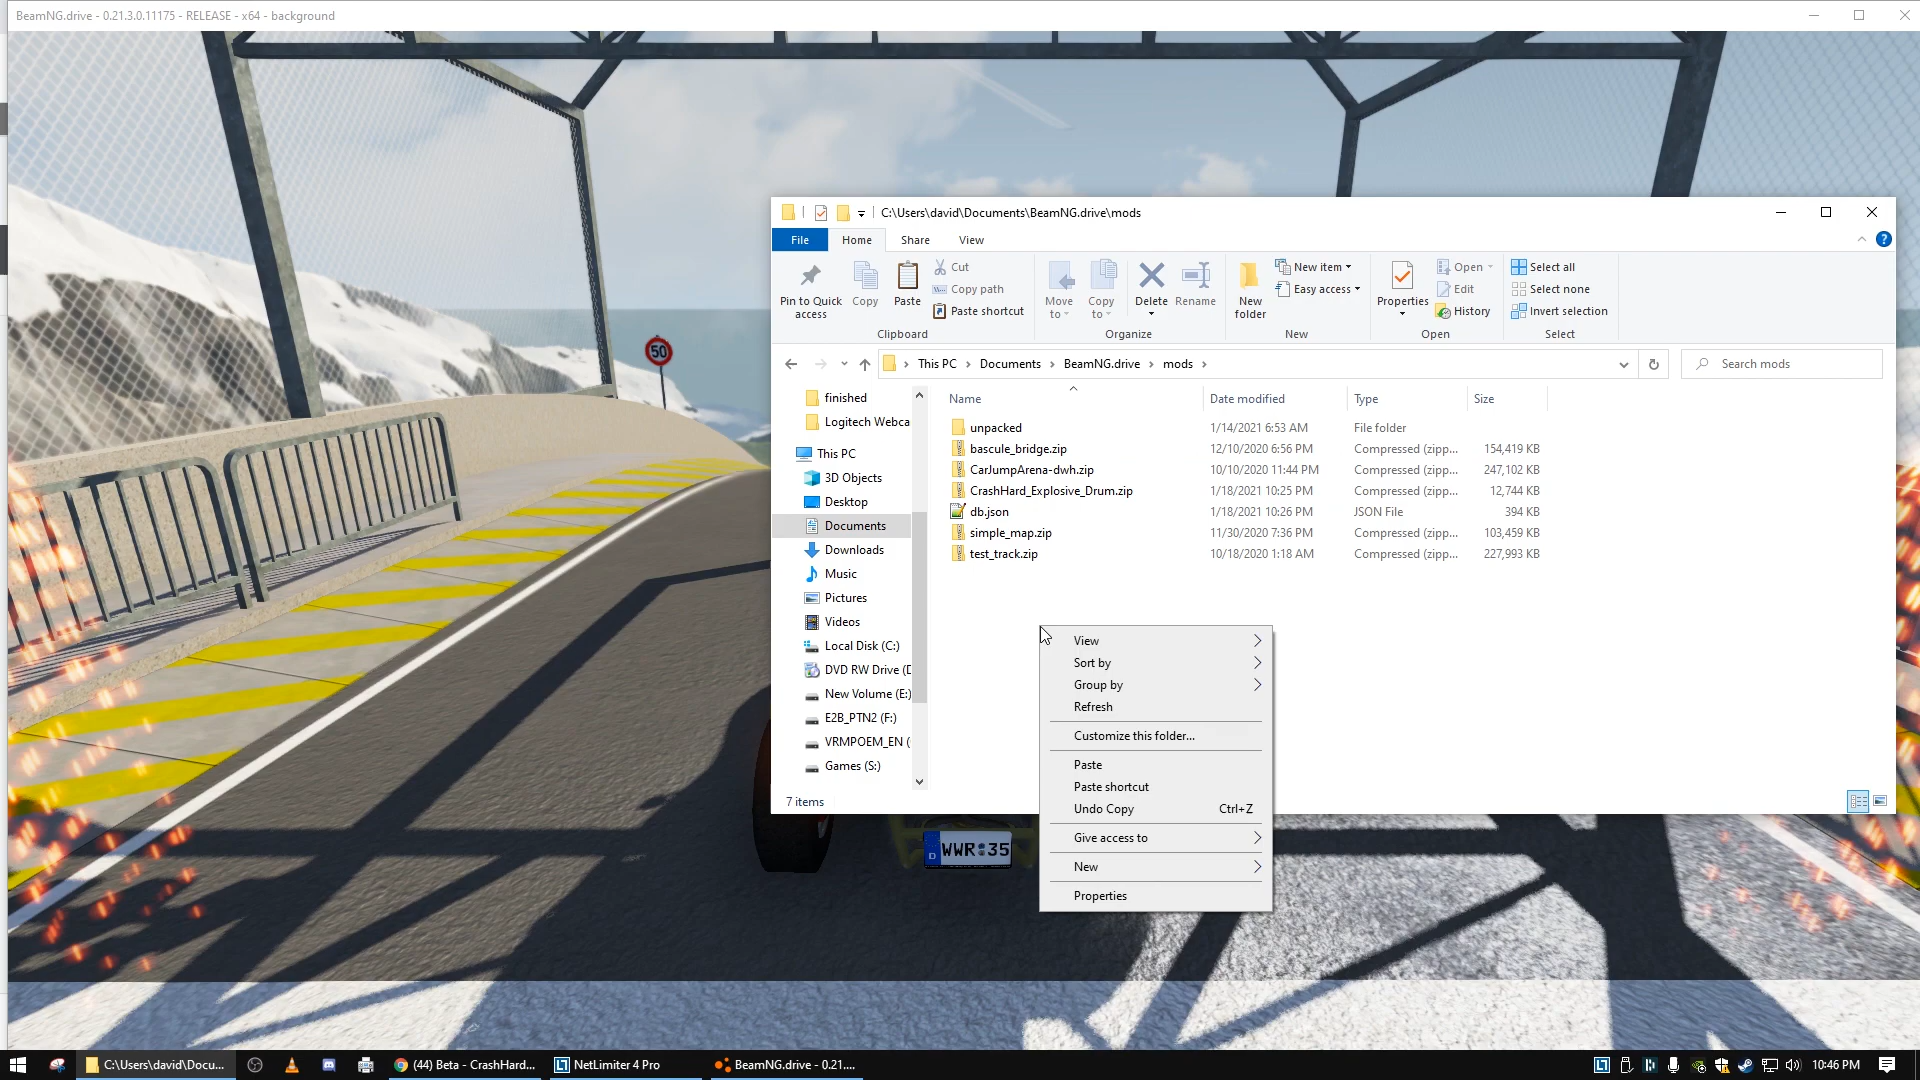 BeamNG.drive - 0.21.3.0.11175 - RELEASE - x64 - background
50
C:\Users\david\Documents\BeamNG.drive\mods
File Home Share View
Pin to Quick access
Copy
Paste
Cut
Copy path
Paste shortcut
Clipboard
Move to
Copy to
Delete
Rename
Organize
New folder
New item
Easy access
New
Properties
Open
Edit
History
Open
Select all
Select none
Invert selection
Select
This PC > Documents > BeamNG.drive > mods >
Search mods
finished
Logitech Webca
This PC
3D Objects
Desktop
Documents
Downloads
Music
Pictures
Videos
Local Disk (C:)
DVD RW Drive (D
New Volume (E:)
E2B_PTN2 (F:)
VRMPOEM_EN (
Games (S:)
Name Date modified Type Size
unpacked 1/14/2021 6:53 AM File folder
bascule_bridge.zip 12/10/2020 6:56 PM Compressed (zipp... 154,419 KB
CarJumpArena-dwh.zip 10/10/2020 11:44 PM Compressed (zipp... 247,102 KB
CrashHard_Explosive_Drum.zip 1/18/2021 10:25 PM Compressed (zipp... 12,744 KB
db.json 1/18/2021 10:26 PM JSON File 394 KB
simple_map.zip 11/30/2020 7:36 PM Compressed (zipp... 103,459 KB
test_track.zip 10/18/2020 1:18 AM Compressed (zipp... 227,993 KB
View
Sort by
Group by
Refresh
Customize this folder...
Paste
Paste shortcut
Undo Copy Ctrl+Z
Give access to
New
Properties
7 items
D WWR 35
C:\Users\david\Docu...
(44) Beta - CrashHard...
NetLimiter 4 Pro
BeamNG.drive - 0.21....
10:46 PM